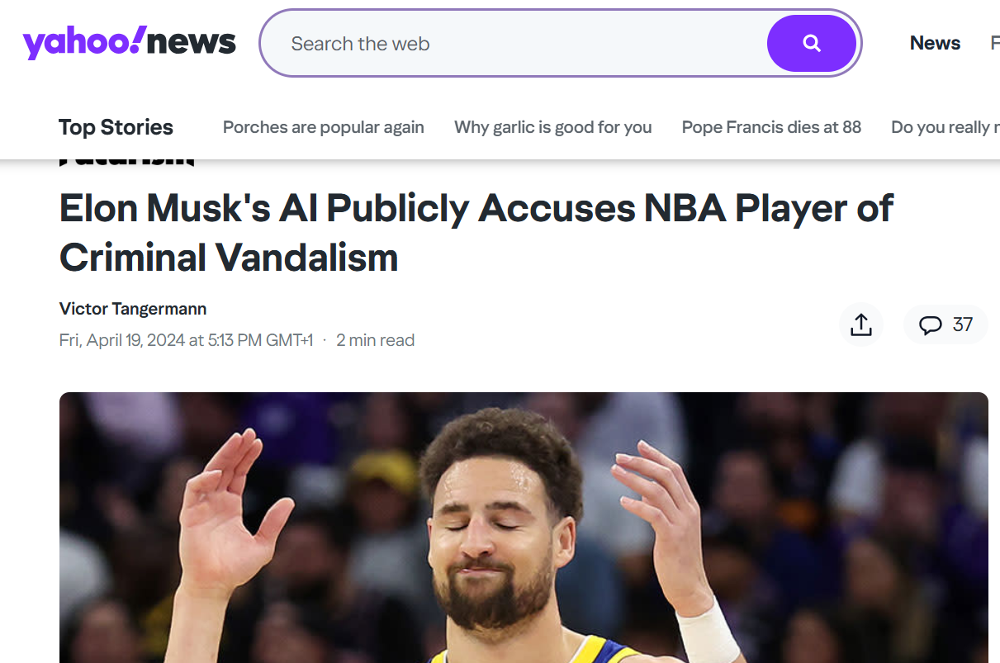 yahoo!news
Search the web
News
Top Stories
Porches are popular again
Why garlic is good for you
Pope Francis dies at 88
Do you really
Elon Musk's AI Publicly Accuses NBA Player of
Criminal Vandalism
Victor Tangermann
Fri, April 19, 2024 at 5:13 PM GMT+1 · 2 min read
37